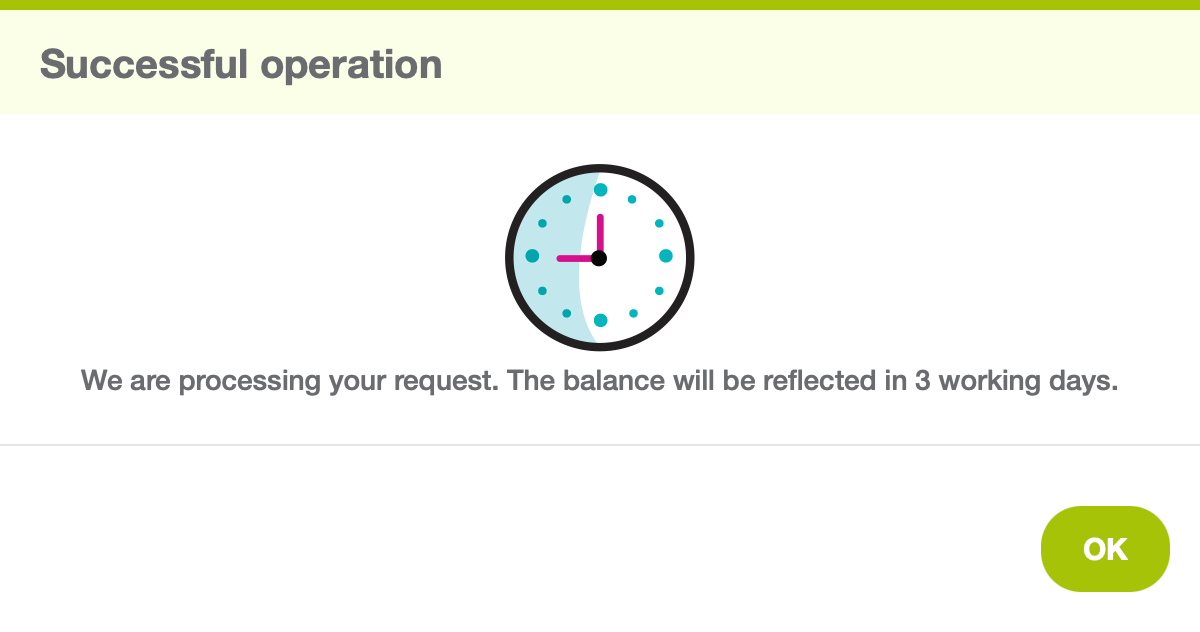 Successful operation
We are processing your request. The balance will be reflected in 3 working days.
OK